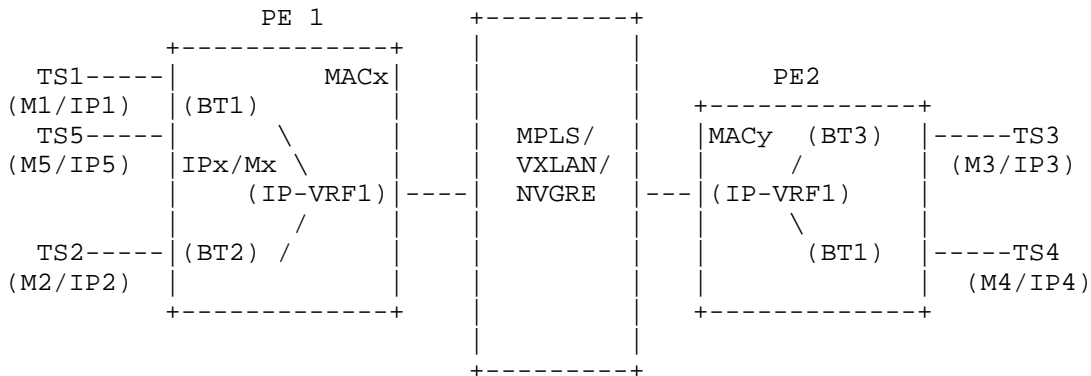 PE 1 +---------+
+-------------+ | |
TS1-----| MACx| | | PE2
(M1/IP1) |(BT1) | | | +-------------+
TS5-----| \ | | MPLS/ | |MACy (BT3) |-----TS3
(M5/IP5) |IPx/Mx \ | | VXLAN/ | | / | (M3/IP3)
| (IP-VRF1)|----| NVGRE |---|(IP-VRF1) |
| / | | | | \ |
TS2-----|(BT2) / | | | | (BT1) |-----TS4
(M2/IP2) | | | | | | (M4/IP4)
+-------------+ | | +-------------+
| |
| |
+---------+